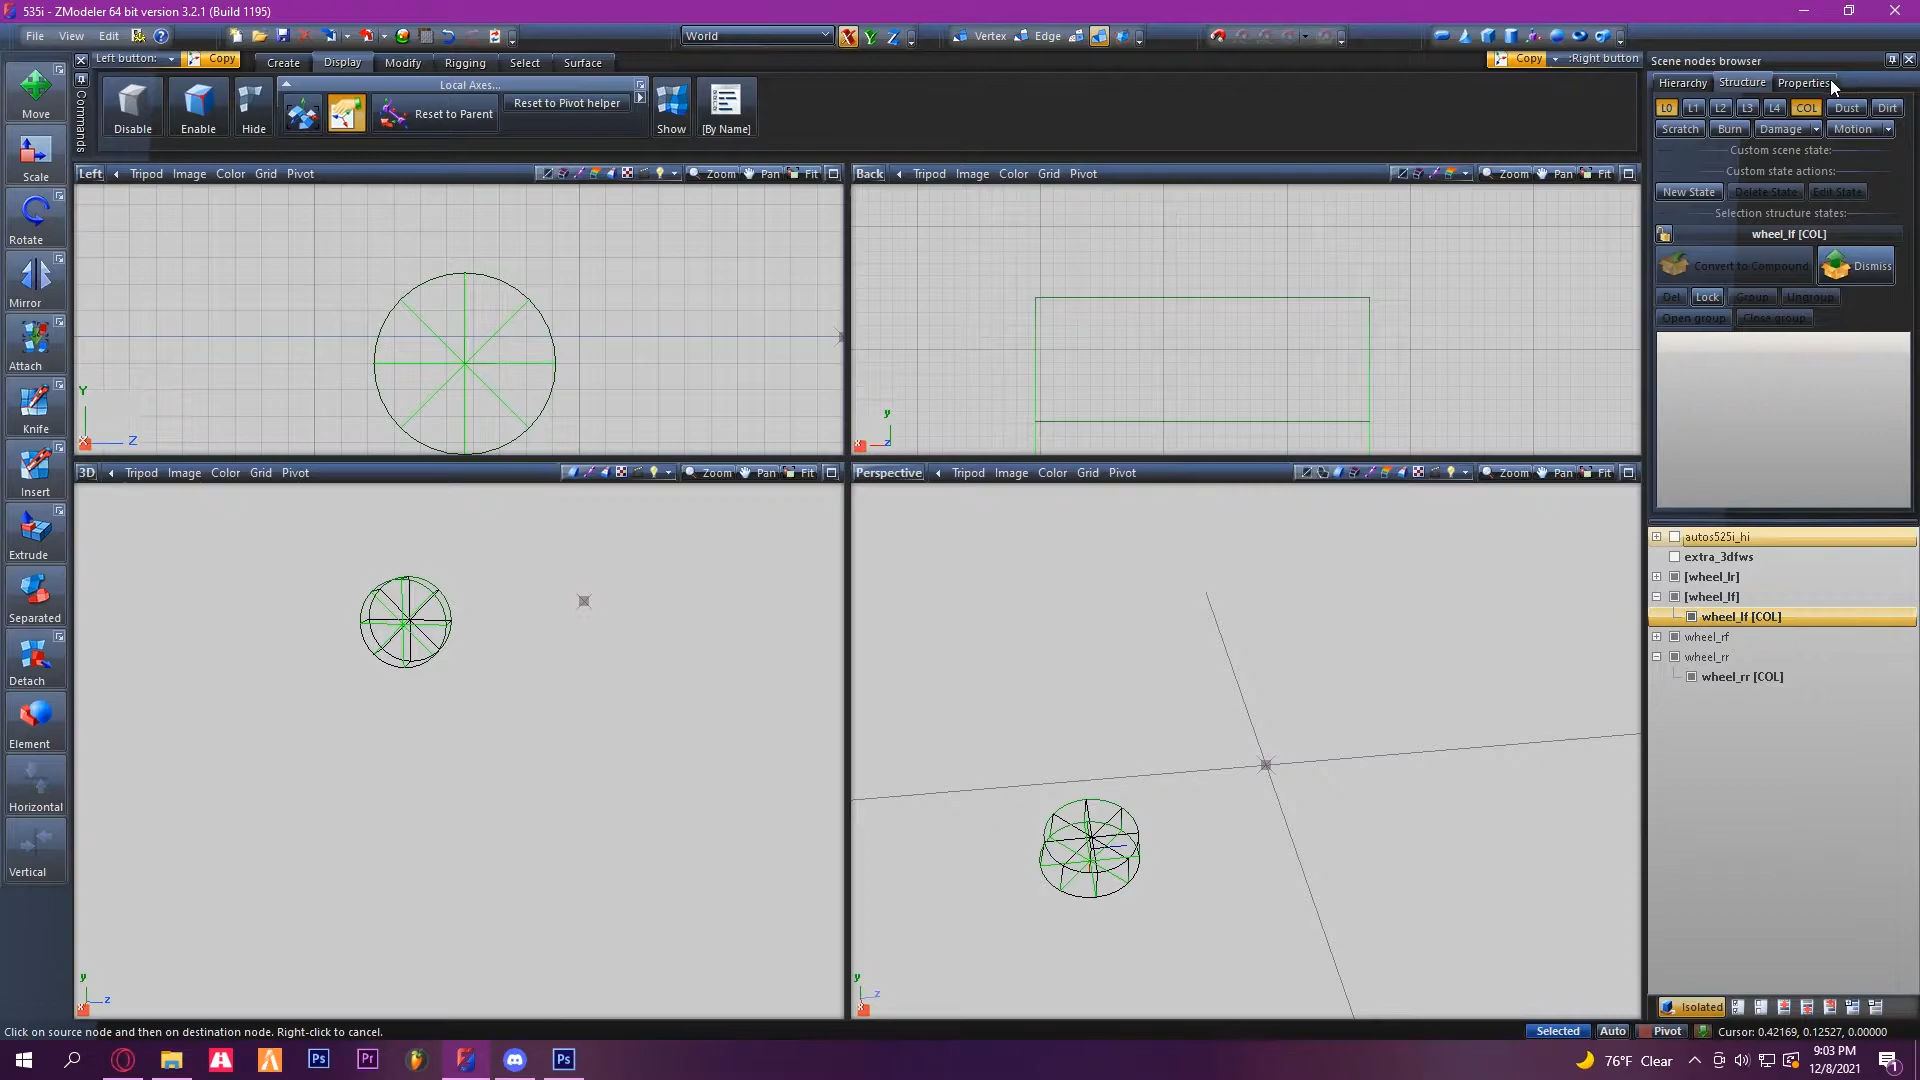 535i - ZModeler 64 bit version 3.2.1 (Build 1195)
File View Edit World X Y Z Vertex Edge
Left button: Copy Copy :Right button
Create Display Modify Rigging Select Surface
Commands
Disable Enable Hide
Local Axes...
Reset to Parent
Reset to Pivot helper
Show [By Name]
Move
Scale
Rotate
Mirror
Attach
Knife
Insert
Extrude
Separated
Detach
Element
Horizontal
Vertical
Left Tripod Image Color Grid Pivot Zoom Pan Fit
Y
Z
Back Tripod Image Color Grid Pivot Zoom Pan Fit
y
z
3D Tripod Image Color Grid Pivot Zoom Pan Fit
y
z
Perspective Tripod Image Color Grid Pivot Zoom Pan Fit
y
z
Scene nodes browser
Hierarchy Structure Properties
L0 L1 L2 L3 L4 COL Dust Dirt
Scratch Burn Damage Motion
Custom scene state:
Custom state actions:
New State Delete State Edit State
Selection structure states:
wheel_lf [COL]
Convert to Compound Dismiss
Del Lock Group Ungroup
Open group Close group
autos525i_hi
extra_3dfws
[wheel_lr]
[wheel_lf]
wheel_lf [COL]
wheel_rf
wheel_rr
wheel_rr [COL]
Isolated
Click on source node and then on destination node. Right-click to cancel.
Selected Auto Pivot Cursor: 0.42169, 0.12527, 0.00000
Ps Pr Ps
76°F Clear
9:03 PM
12/8/2021
1